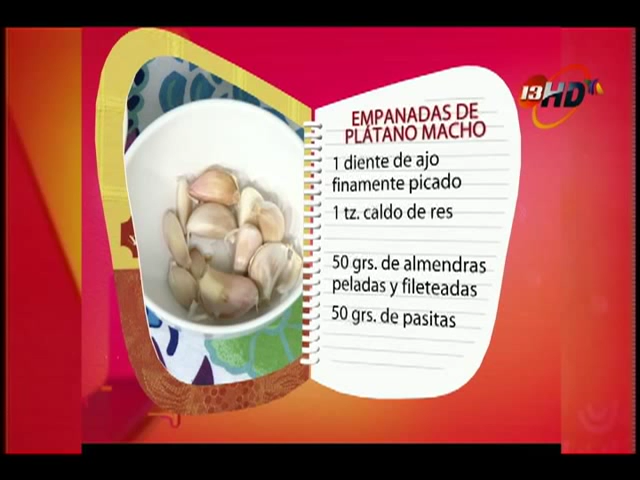 13HD
EMPANADAS DE
PLÁTANO MACHO
1 diente de ajo
finamente picado
1 tz. caldo de res
50 grs. de almendras
peladas y fileteadas
50 grs. de pasitas